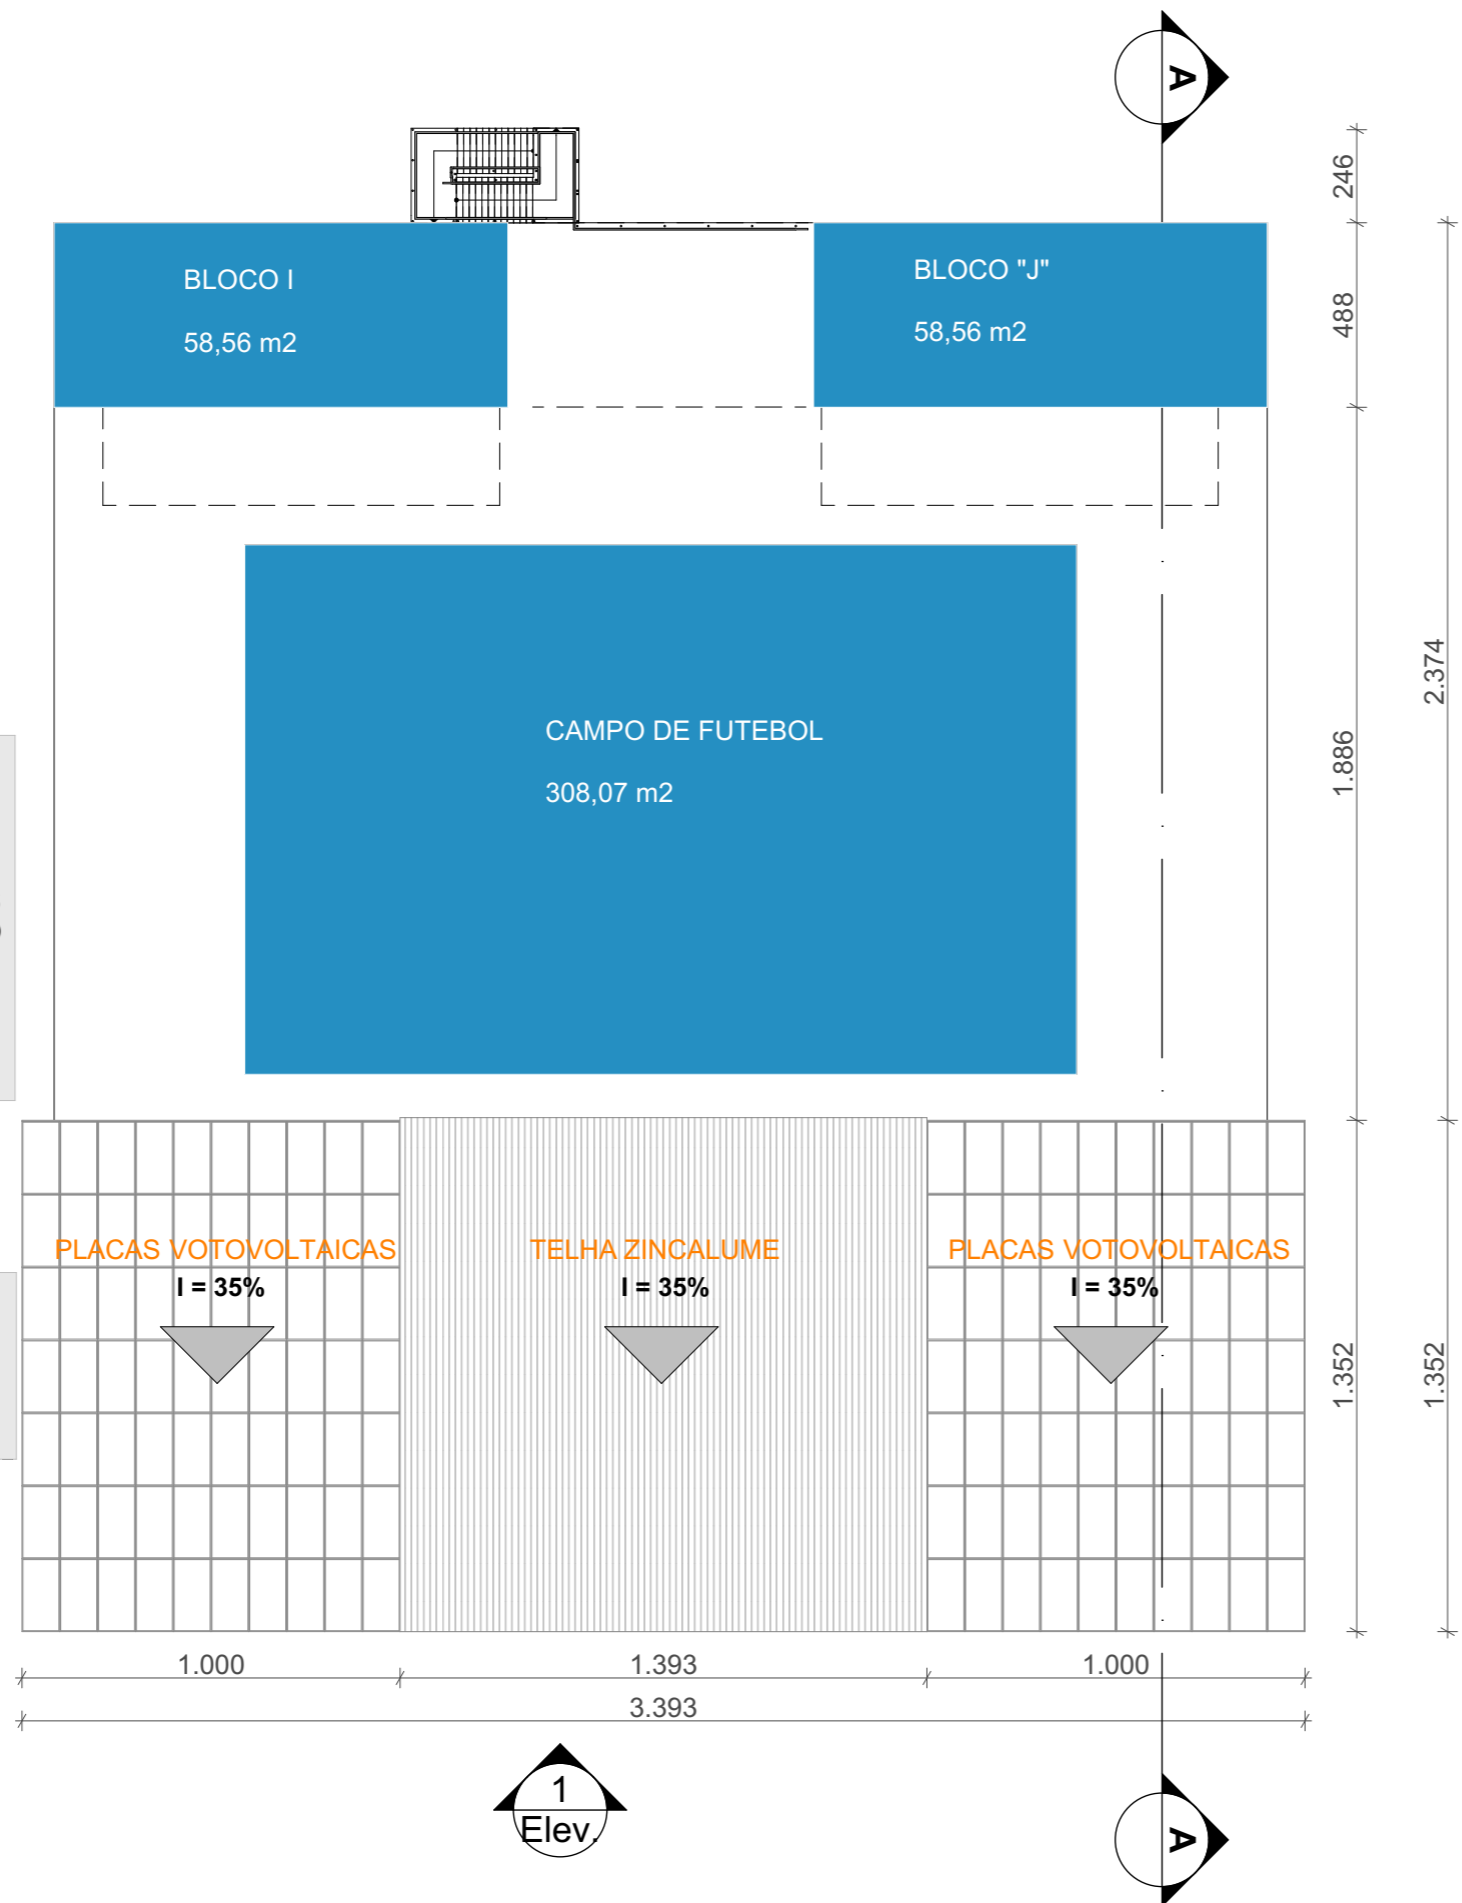 A
246
BLOCO I
58,56 m2
BLOCO "J"
58,56 m2
488
2.374
1.886
CAMPO DE FUTEBOL
308,07 m2
PLACAS VOTOVOLTAICAS
I = 35%
TELHA ZINCALUME
I = 35%
PLACAS VOTOVOLTAICAS
I = 35%
1.352
1.352
1.000
1.393
1.000
3.393
1
Elev.
A